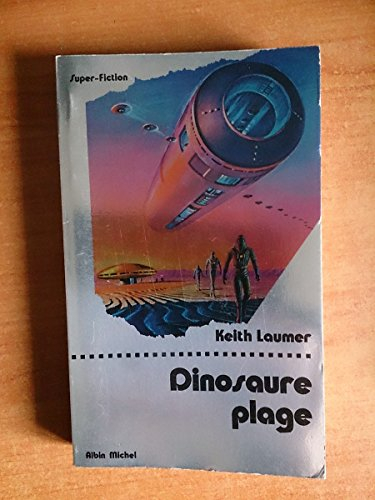 Super-Fiction
Keith Laumer
Dinosaure
plage
Albin Michel